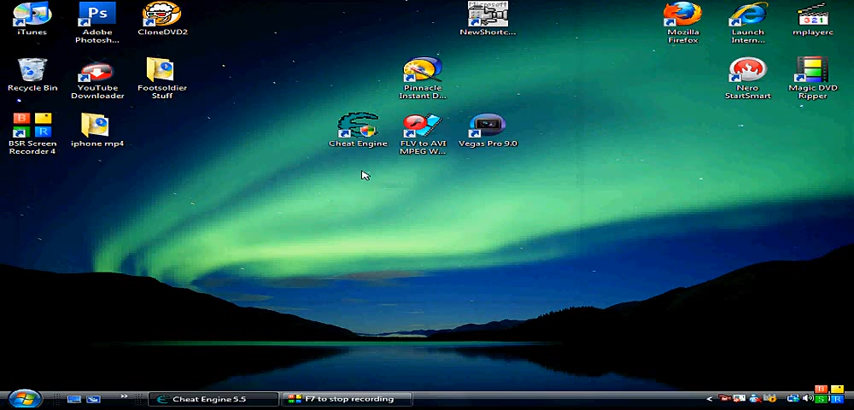 iTunes
Adobe
Photosh...
CloneDVD2
Microsoft
NewShortc...
Mozilla
Firefox
Launch
Intern...
321
mplayerc
Recycle Bin
YouTube
Downloader
Footsoldier
Stuff
Pinnacle
Instant D...
Nero
StartSmart
Magic DVD
Ripper
BSR Screen
Recorder 4
iphone mp4
Cheat Engine
FLV to AVI
MPEG W...
Vegas Pro 9.0
Cheat Engine 5.5
F7 to stop recording
B
S R